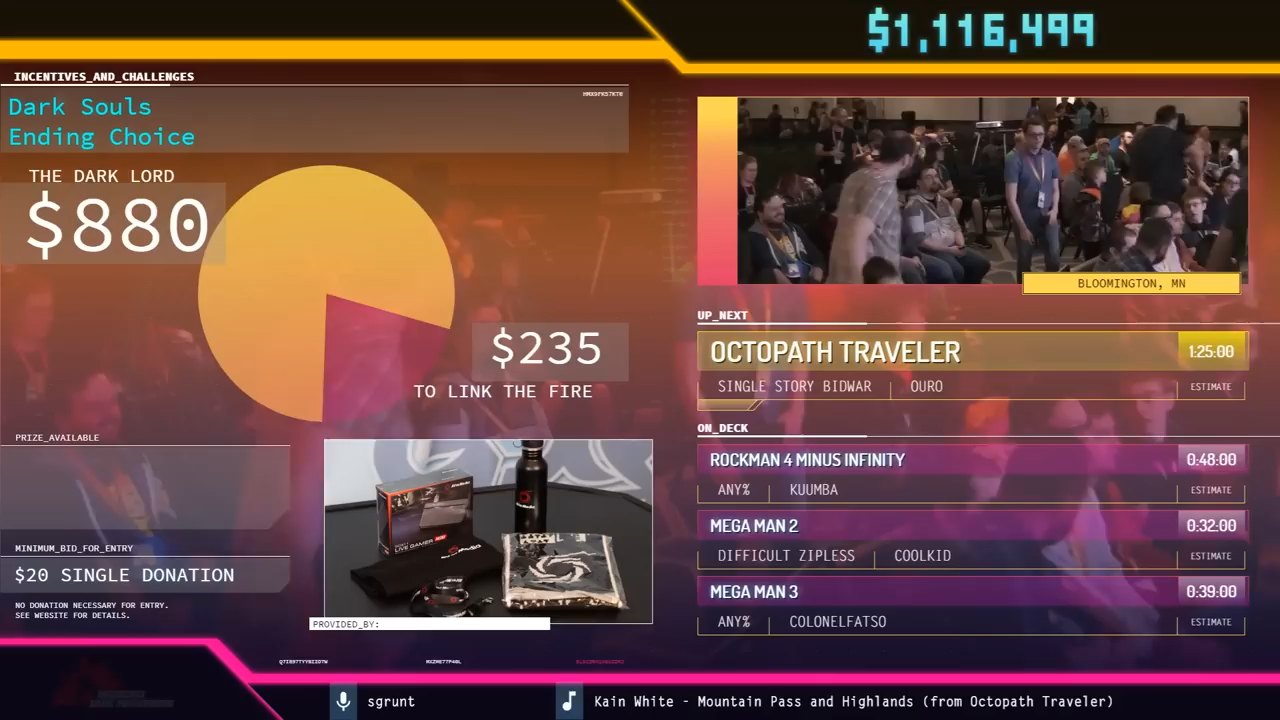 $1,116,499
INCENTIVES_AND_CHALLENGES
Dark Souls
Ending Choice
THE DARK LORD
$880
$235
TO LINK THE FIRE
BLOOMINGTON, MN
UP_NEXT
OCTOPATH TRAVELER 1:25:00
SINGLE STORY BIDWAR OURO ESTIMATE
ON_DECK
ROCKMAN 4 MINUS INFINITY 0:48:00
ANY% KUUMBA ESTIMATE
MEGA MAN 2 0:32:00
DIFFICULT ZIPLESS COOLKID ESTIMATE
MEGA MAN 3 0:39:00
ANY% COLONELFATSO ESTIMATE
PRIZE_AVAILABLE
MINIMUM_BID_FOR_ENTRY
$20 SINGLE DONATION
NO DONATION NECESSARY FOR ENTRY.
SEE WEBSITE FOR DETAILS.
LIVE GAMER
PROVIDED_BY:
sgrunt
Kain White - Mountain Pass and Highlands (from Octopath Traveler)